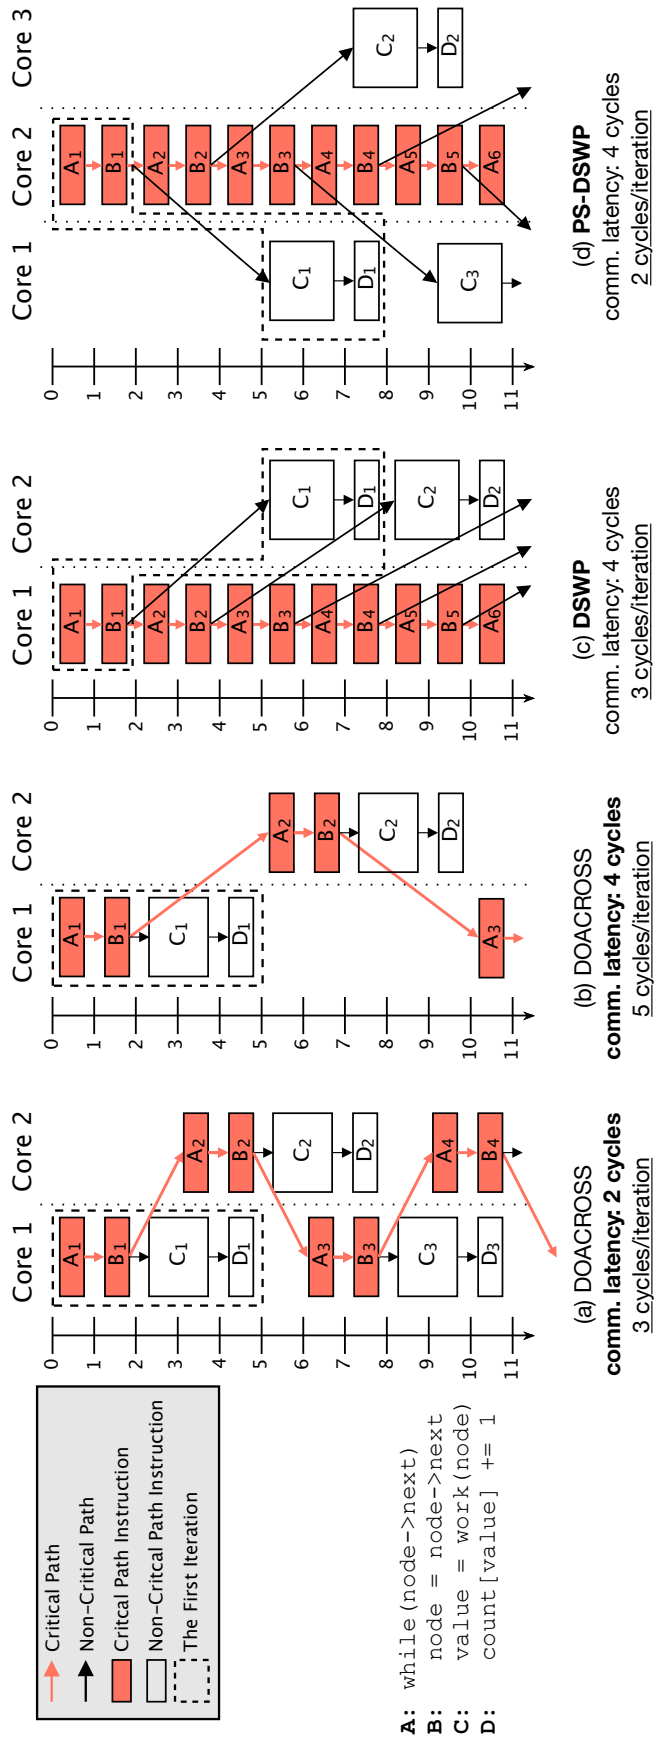 Critical Path
Non-Critical Path
Critcal Path Instruction
Non-Critcal Path Instruction
The First Iteration
A: while(node->next)
B: node = node->next
C: value = work(node)
D: count[value] += 1
Core 1 Core 2
0
1
2
3
4
5
6
7
8
9
10
11
A1
B1
C1
D1
A2
B2
C2
D2
A3
B3
C3
D3
A4
B4
(a) DOACROSS
comm. latency: 2 cycles
3 cycles/iteration
Core 1 Core 2
0
1
2
3
4
5
6
7
8
9
10
11
A1
B1
C1
D1
A2
B2
C2
D2
A3
(b) DOACROSS
comm. latency: 4 cycles
5 cycles/iteration
Core 1 Core 2
0
1
2
3
4
5
6
7
8
9
10
11
A1
B1
A2
B2
A3
B3
A4
B4
A5
B5
A6
C1
D1
C2
D2
(c) DSWP
comm. latency: 4 cycles
3 cycles/iteration
Core 1 Core 2 Core 3
0
1
2
3
4
5
6
7
8
9
10
11
C1
D1
C3
A1
B1
A2
B2
A3
B3
A4
B4
A5
B5
A6
C2
D2
(d) PS-DSWP
comm. latency: 4 cycles
2 cycles/iteration